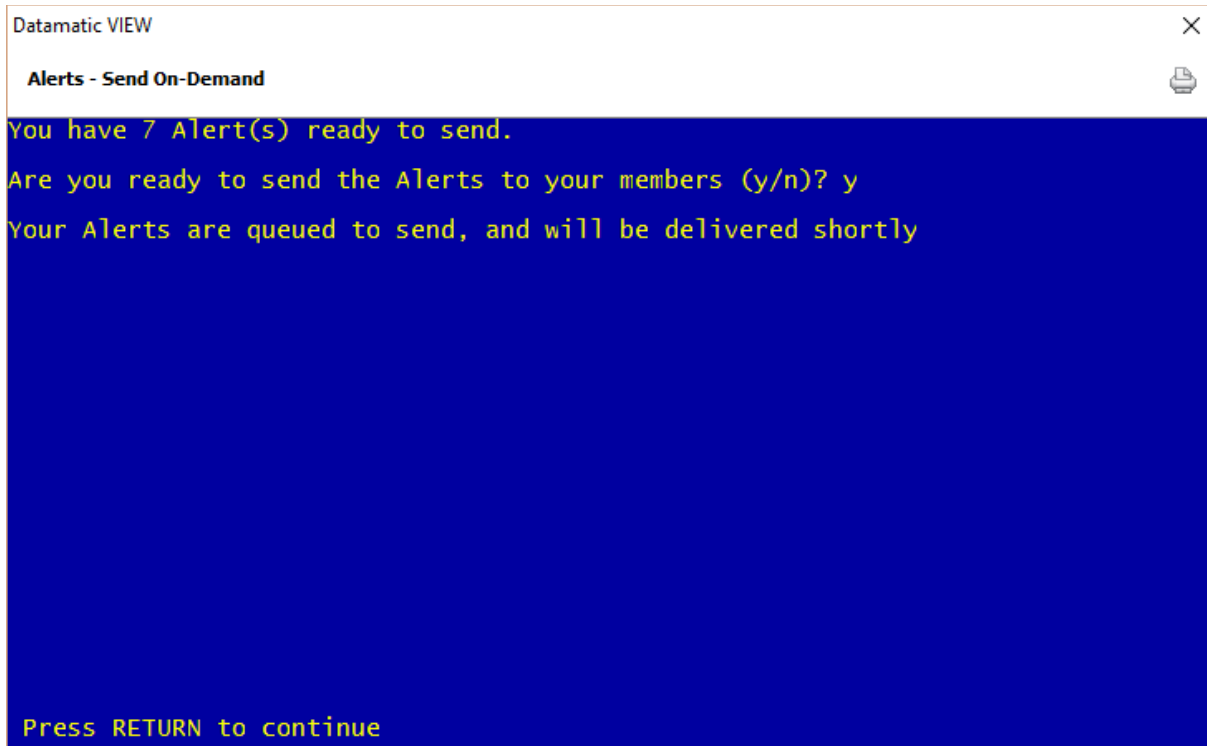 Datamatic VIEW
Alerts - Send On-Demand
You have 7 Alert(s) ready to send.
Are you ready to send the Alerts to your members (y/n)? y
Your Alerts are queued to send, and will be delivered shortly
Press RETURN to continue